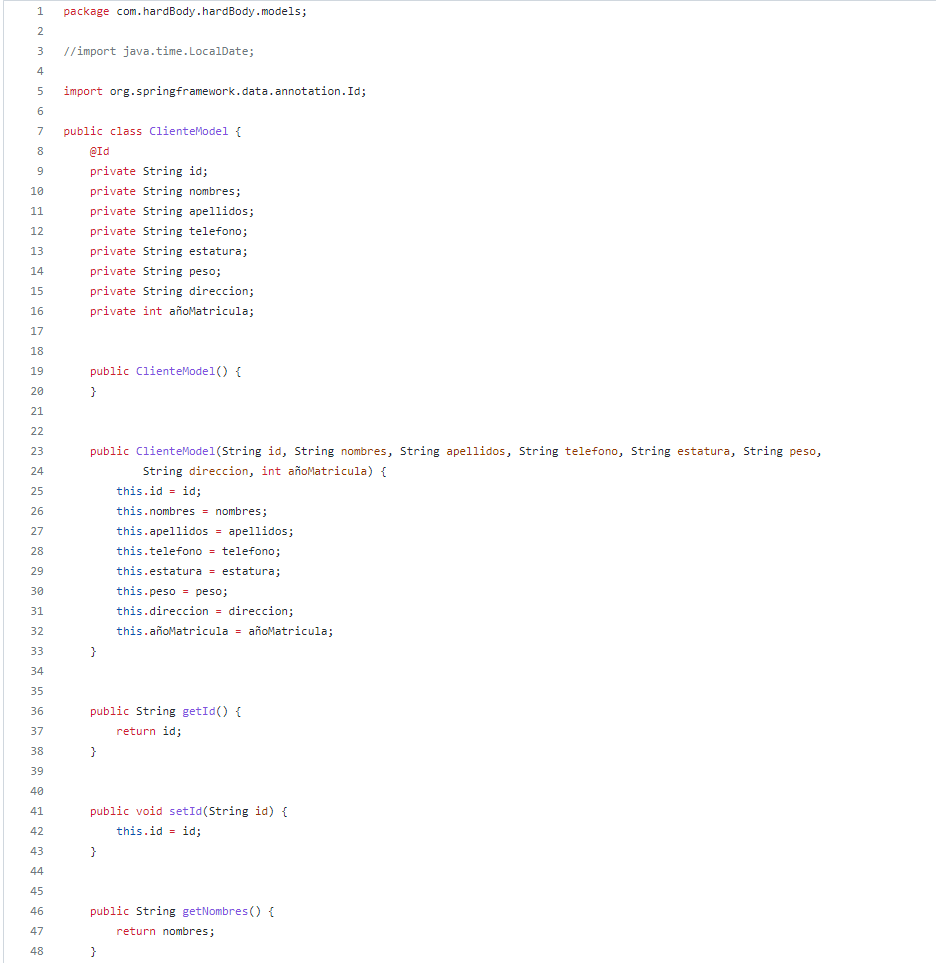 1 package com.hardBody.hardBody.models;
2
3 //import java.time.LocalDate;
4
5 import org.springframework.data.annotation.Id;
6
7 public class ClienteModel {
8 @Id
9 private String id;
10 private String nombres;
11 private String apellidos;
12 private String telefono;
13 private String estatura;
14 private String peso;
15 private String direccion;
16 private int añoMatricula;
17
18
19 public ClienteModel() {
20 }
21
22
23 public ClienteModel(String id, String nombres, String apellidos, String telefono, String estatura, String peso,
24 String direccion, int añoMatricula) {
25 this.id = id;
26 this.nombres = nombres;
27 this.apellidos = apellidos;
28 this.telefono = telefono;
29 this.estatura = estatura;
30 this.peso = peso;
31 this.direccion = direccion;
32 this.añoMatricula = añoMatricula;
33 }
34
35
36 public String getId() {
37 return id;
38 }
39
40
41 public void setId(String id) {
42 this.id = id;
43 }
44
45
46 public String getNombres() {
47 return nombres;
48 }